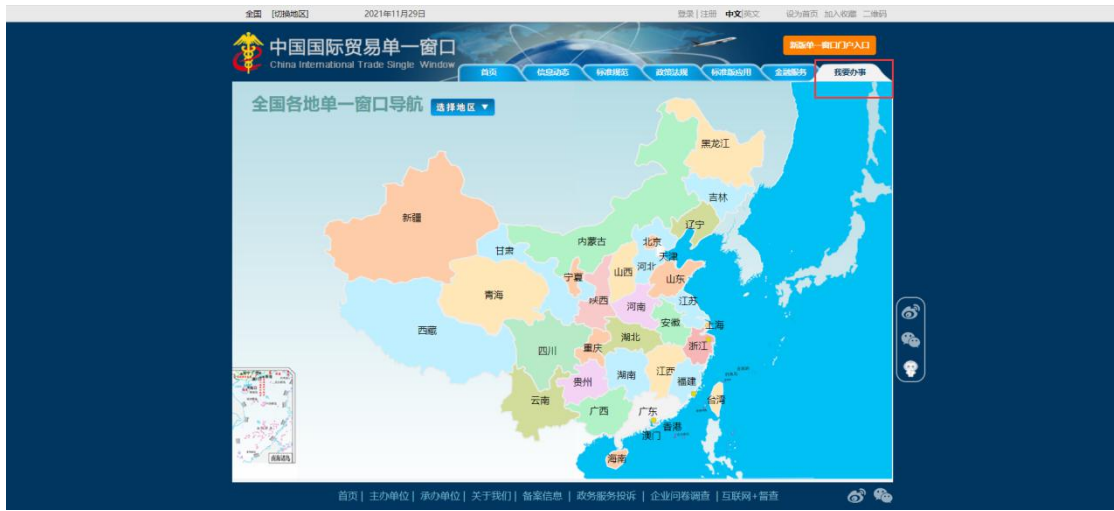 全国 [切换地区] 2021年11月29日 登录 | 注册 中文|英文 设为首页 加入收藏 二维码
中国国际贸易单一窗口 新版单一窗口门户入口
China International Trade Single Window
首页 信息动态 标准规范 政策法规 标准版应用 金融服务 我要办事
全国各地单一窗口导航 选择地区 ▼
黑龙江
吉林
新疆
辽宁
内蒙古 北京
甘肃
天津
河北
山西
宁夏
山东
青海
陕西
河南
江苏
西藏
安徽
上海
湖北
浙江
四川
重庆
湖南
江西
贵州
福建
云南
台湾
广西
广东
香港
澳门
海南
南海诸岛
首页 | 主办单位 | 承办单位 | 关于我们 | 备案信息 | 政务服务投诉 | 企业问卷调查 | 互联网+督查